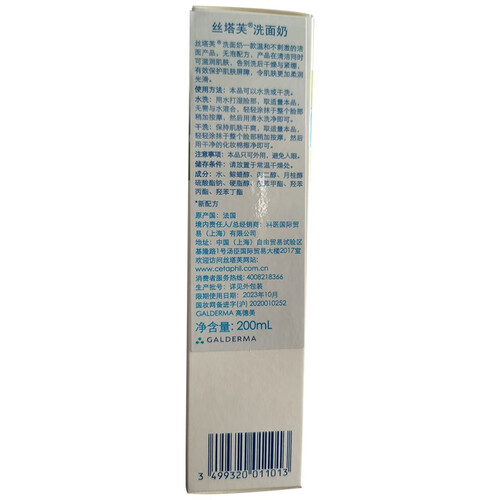 丝塔芙®洗面奶
丝塔芙®洗面奶一款温和不刺激的洁
面产品, 无泡配方, 产品在清洁同时
可滋润肌肤, 告别洗后干燥与紧绷,
有效保护肌肤屏障, 令肌肤更加柔润
光滑。
使用方法: 本品可以水洗或干洗。
水洗: 用水打湿脸部, 取适量本品,
无需与水混合, 轻轻涂抹于整个脸部
稍加按摩, 然后用清水洗净即可。
干洗: 保持肌肤干爽, 取适量本品,
轻轻涂抹于整个脸部稍加按摩, 然后
用干净的化妆棉擦净即可。
注意事项: 本品只可外用, 避免入眼。
储存条件: 请放置于常温干燥处。
成分: 水、鲸蜡醇、丙二醇、月桂醇
硫酸酯钠、硬脂醇、羟苯甲酯、羟苯
丙酯、羟苯丁酯
*新配方
原产国: 法国
境内责任人/总经销商: 科臣国际贸
易 (上海) 有限公司
地址: 中国 (上海) 自由贸易试验区
基隆路1号汤臣国际贸易大楼2017室
欢迎访问丝塔芙网站:
www.cetaphil.com.cn
消费者服务热线: 4008218366
生产批号: 详见外包装
限期使用日期: 2023年10月
国妆网备进字(沪) 2020010252
GALDERMA 高德美
净含量: 200mL
GALDERMA
3 499320 011013